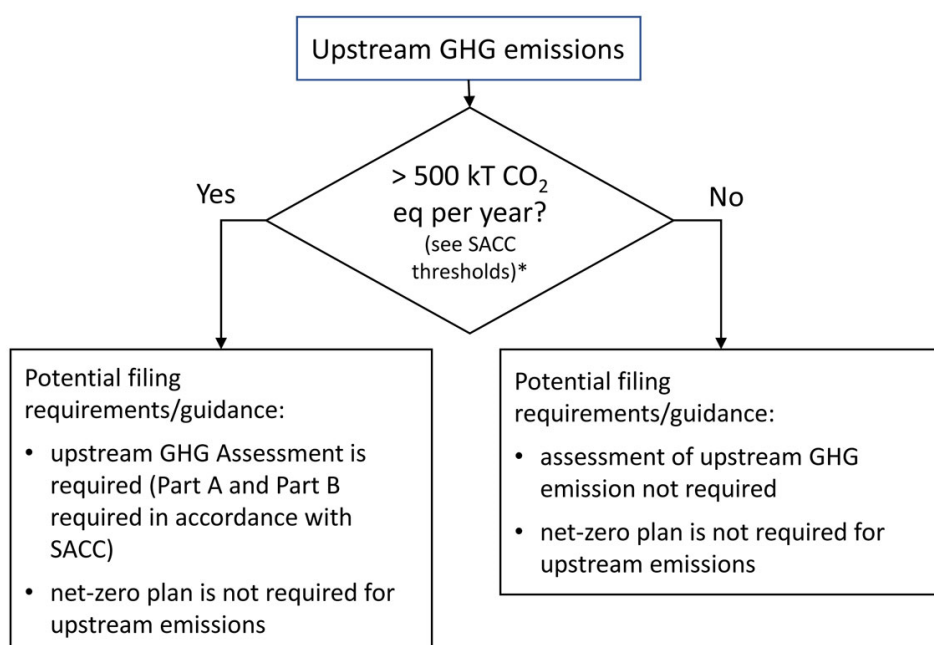 Upstream GHG emissions
> 500 kT CO₂
eq per year?
(see SACC
thresholds)*
Yes
No
Potential filing
requirements/guidance:
• upstream GHG Assessment is
required (Part A and Part B
required in accordance with
SACC)
• net-zero plan is not required for
upstream emissions
Potential filing
requirements/guidance:
• assessment of upstream GHG
emission not required
• net-zero plan is not required for
upstream emissions